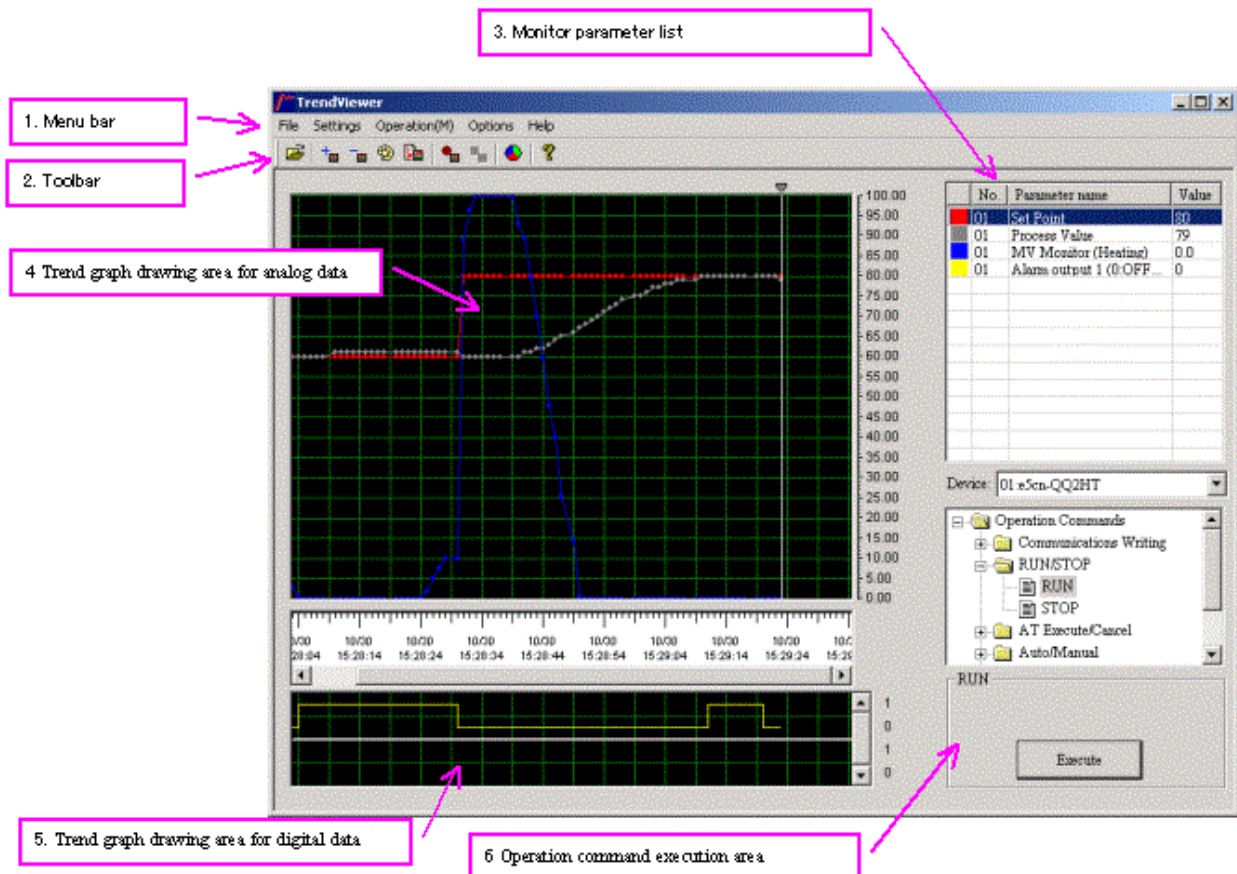 3. Monitor parameter list
1. Menu bar
2. Toolbar
TrendViewer
File Settings Operation(M) Options Help
4 Trend graph drawing area for analog data
100.00
95.00
90.00
85.00
80.00
75.00
70.00
65.00
60.00
55.00
50.00
45.00
40.00
35.00
30.00
25.00
20.00
15.00
10.00
5.00
0.00
No. Parameter name Value
01 Set Point 80
01 Process Value 79
01 MV Monitor (Heating) 0.0
01 Alarm output 1 (0:OFF... 0
Device: 01:e5cn-QQ2HT
Operation Commands
Communications Writing
RUN/STOP
RUN
STOP
AT Execute/Cancel
Auto/Manual
RUN
Execute
10/30 10/30 10/30 10/30 10/30 10/30 10/30
28:04 15:28:14 15:28:24 15:28:34 15:28:44 15:28:54 15:29:04 15:29:14 15:29:24 15:29
1
0
1
0
5. Trend graph drawing area for digital data
6 Operation command execution area